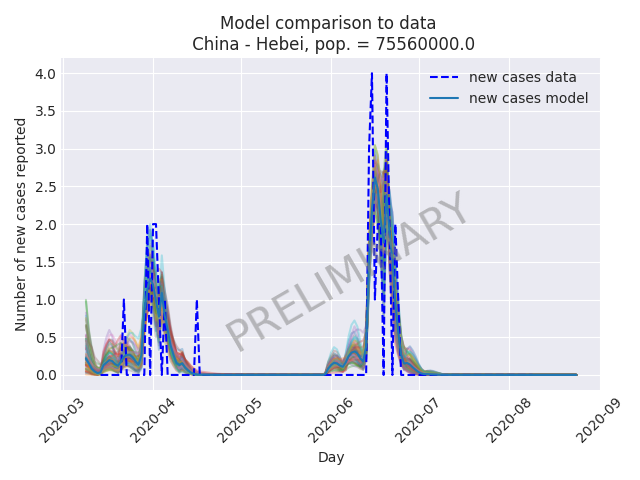 Model comparison to data
China - Hebei, pop. = 75560000.0
new cases data
new cases model
4.0
3.5
3.0
2.5
2.0
1.5
1.0
0.5
0.0
Number of new cases reported
PRELIMINARY
2020-03
2020-04
2020-05
2020-06
2020-07
2020-08
2020-09
Day